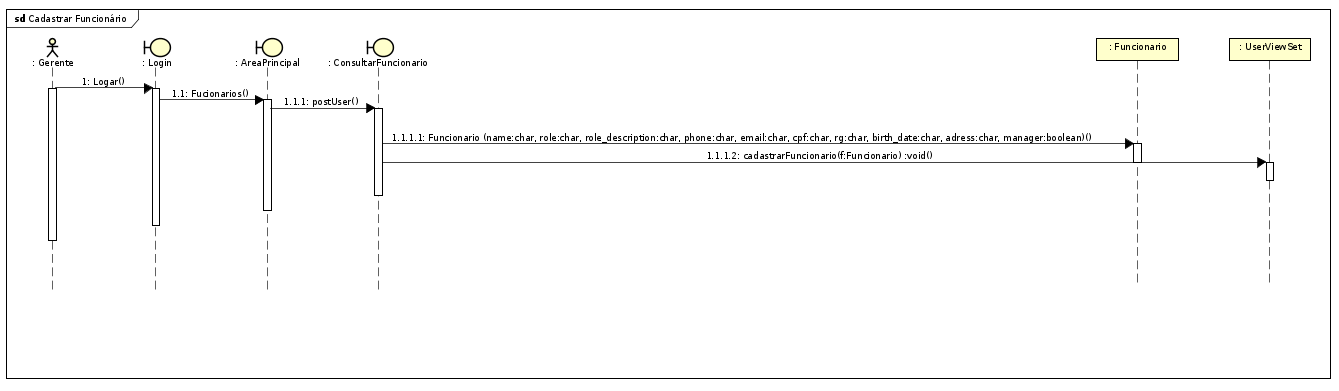 sd Cadastrar Funcionário
: Gerente
: Login
: AreaPrincipal
: ConsultarFuncionario
: Funcionario
: UserViewSet
1: Logar()
1.1: Fucionarios()
1.1.1: postUser()
1.1.1.1: Funcionario (name:char, role:char, role_description:char, phone:char, email:char, cpf:char, rg:char, birth_date:char, adress:char, manager:boolean)()
1.1.1.2: cadastrarFuncionario(f:Funcionario) :void()